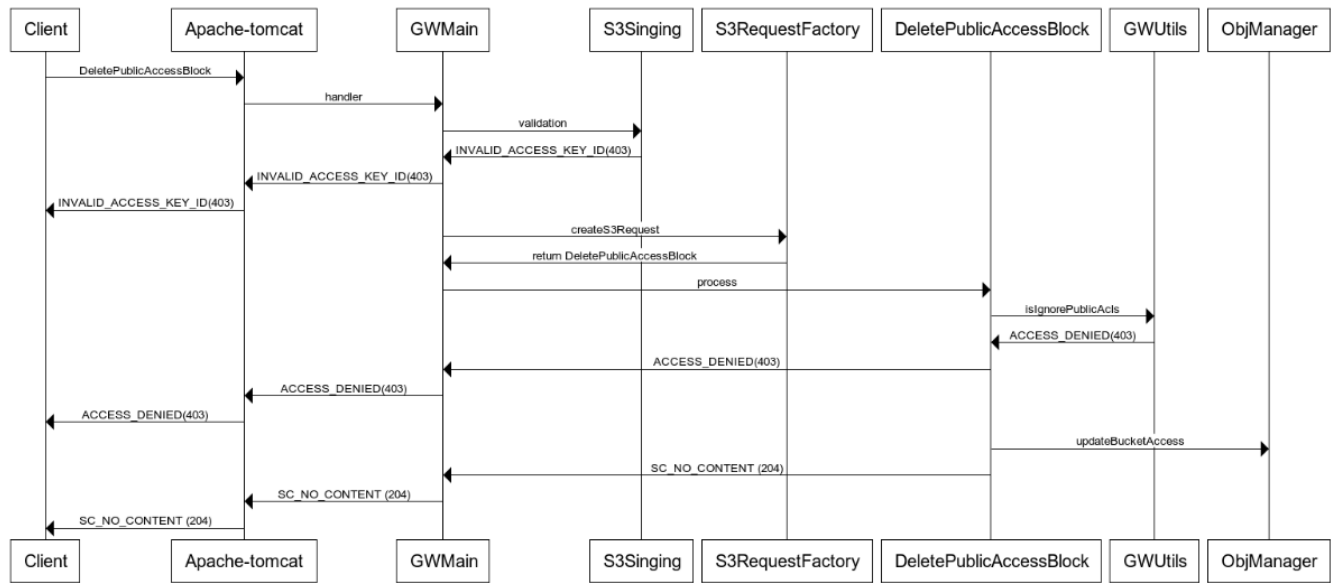 Client Apache-tomcat GWMain S3Singing S3RequestFactory DeletePublicAccessBlock GWUtils ObjManager
DeletePublicAccessBlock
handler
validation
INVALID_ACCESS_KEY_ID(403)
INVALID_ACCESS_KEY_ID(403)
INVALID_ACCESS_KEY_ID(403)
createS3Request
return DeletePublicAccessBlock
process
isIgnorePublicAcls
ACCESS_DENIED(403)
ACCESS_DENIED(403)
ACCESS_DENIED(403)
ACCESS_DENIED(403)
updateBucketAccess
SC_NO_CONTENT (204)
SC_NO_CONTENT (204)
SC_NO_CONTENT (204)
Client Apache-tomcat GWMain S3Singing S3RequestFactory DeletePublicAccessBlock GWUtils ObjManager